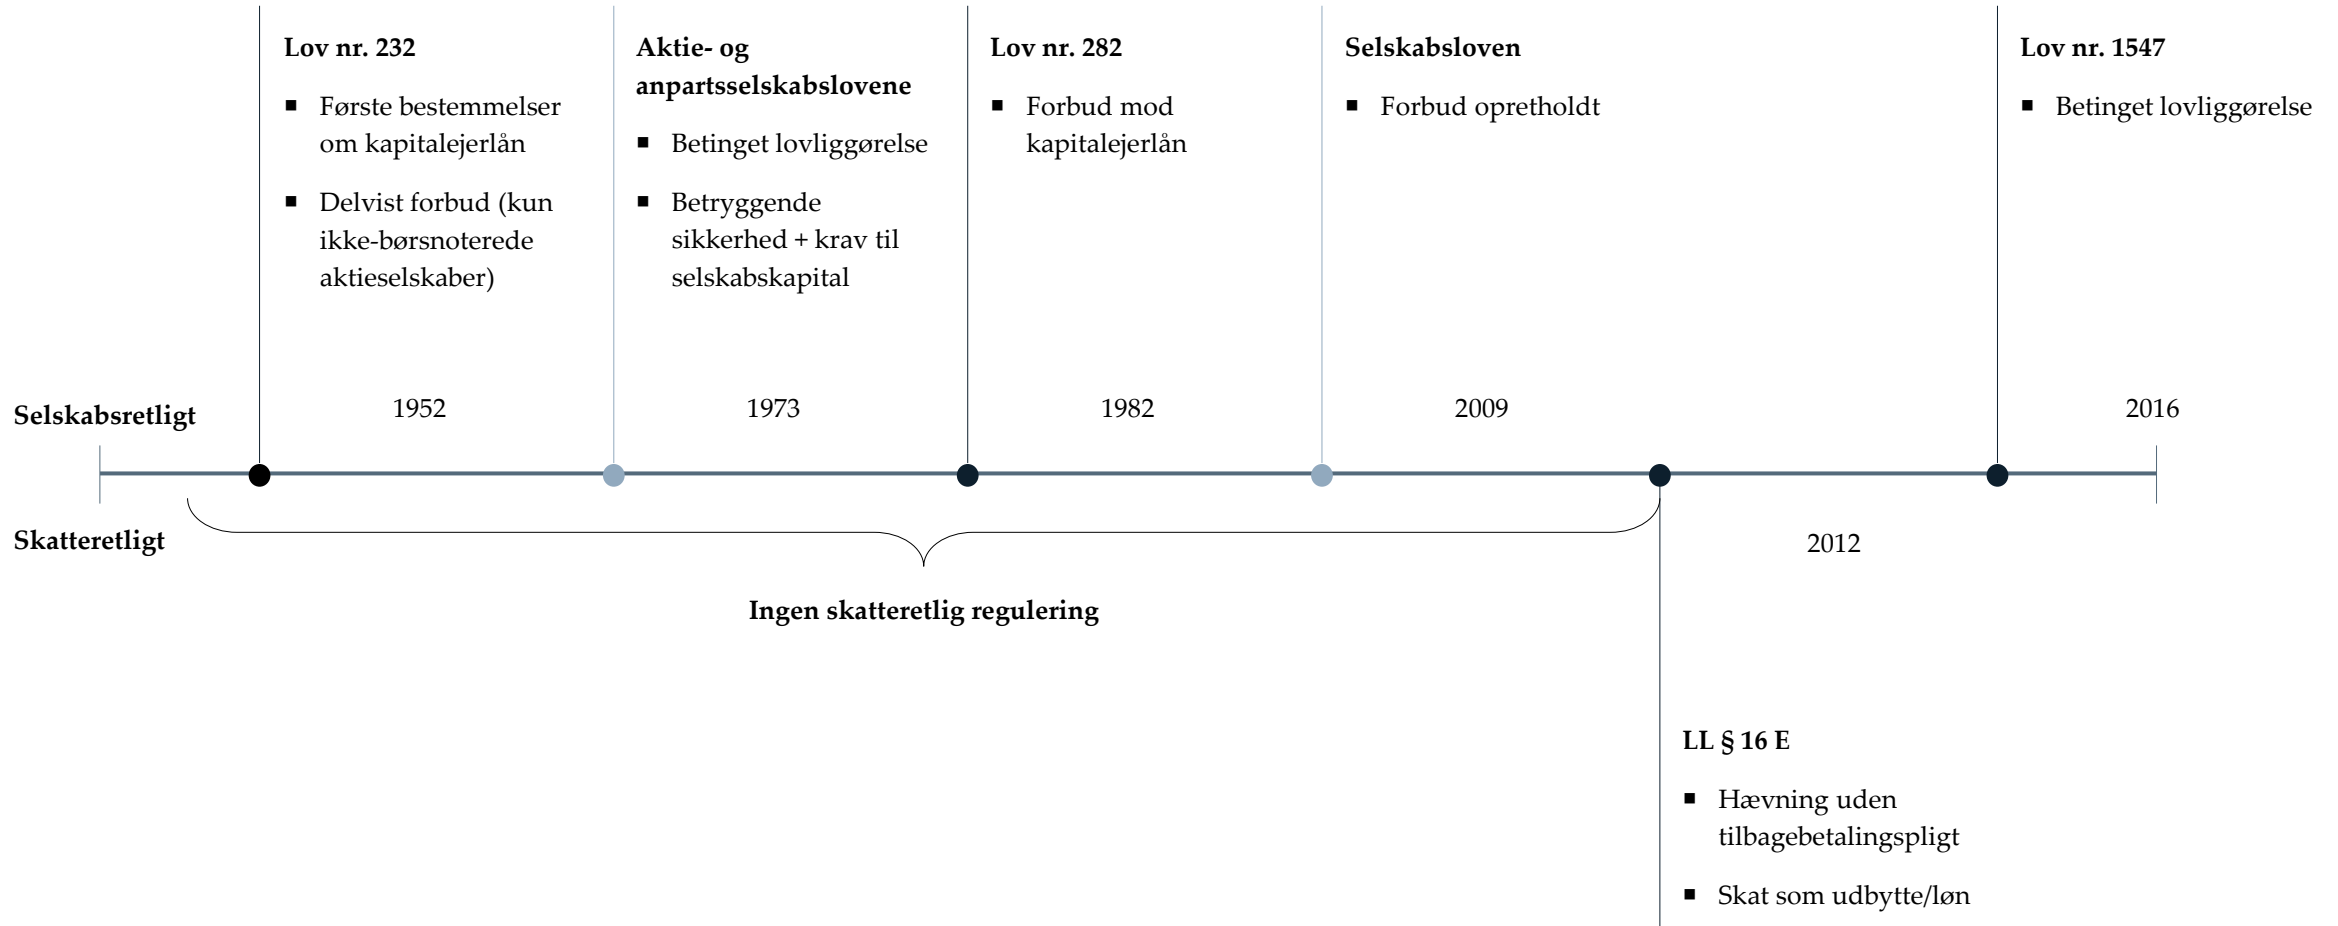 Lov nr. 232
▪ Første bestemmelser
om kapitalejerlån
▪ Delvist forbud (kun
ikke-børsnoterede
aktieselskaber)
Aktie- og
anpartsselskabslovene
▪ Betinget lovliggørelse
▪ Betryggende
sikkerhed + krav til
selskabskapital
Lov nr. 282
▪ Forbud mod
kapitalejerlån
Selskabsloven
▪ Forbud opretholdt
Lov nr. 1547
▪ Betinget lovliggørelse
Selskabsretligt
1952
1973
1982
2009
2016
Skatteretligt
2012
Ingen skatteretlig regulering
LL § 16 E
▪ Hævning uden
tilbagebetalingspligt
▪ Skat som udbytte/løn